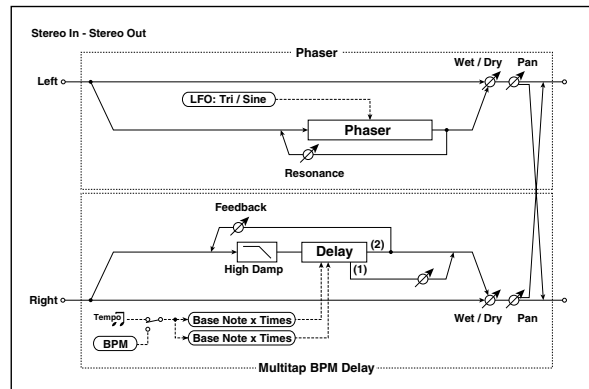 Stereo In - Stereo Out
Phaser
Wet / Dry
Pan
Left
LFO: Tri / Sine
Phaser
Resonance
Feedback
Delay
(2)
(1)
High Damp
Right
Wet / Dry
Pan
Tempo
Base Note x Times
BPM
Base Note x Times
Multitap BPM Delay